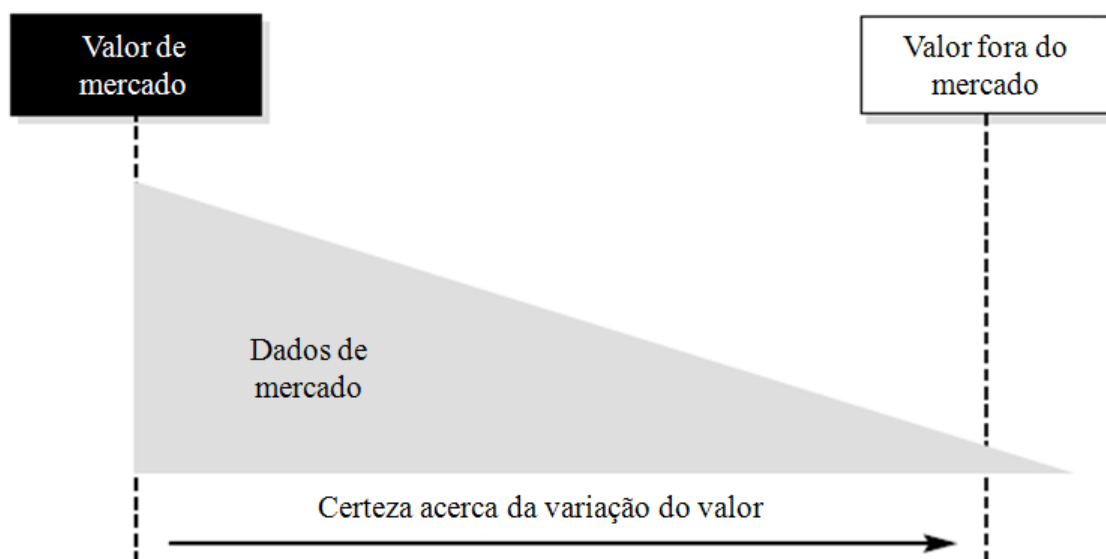 Valor de
mercado
Valor fora do
mercado
Dados de
mercado
Certeza acerca da variação do valor